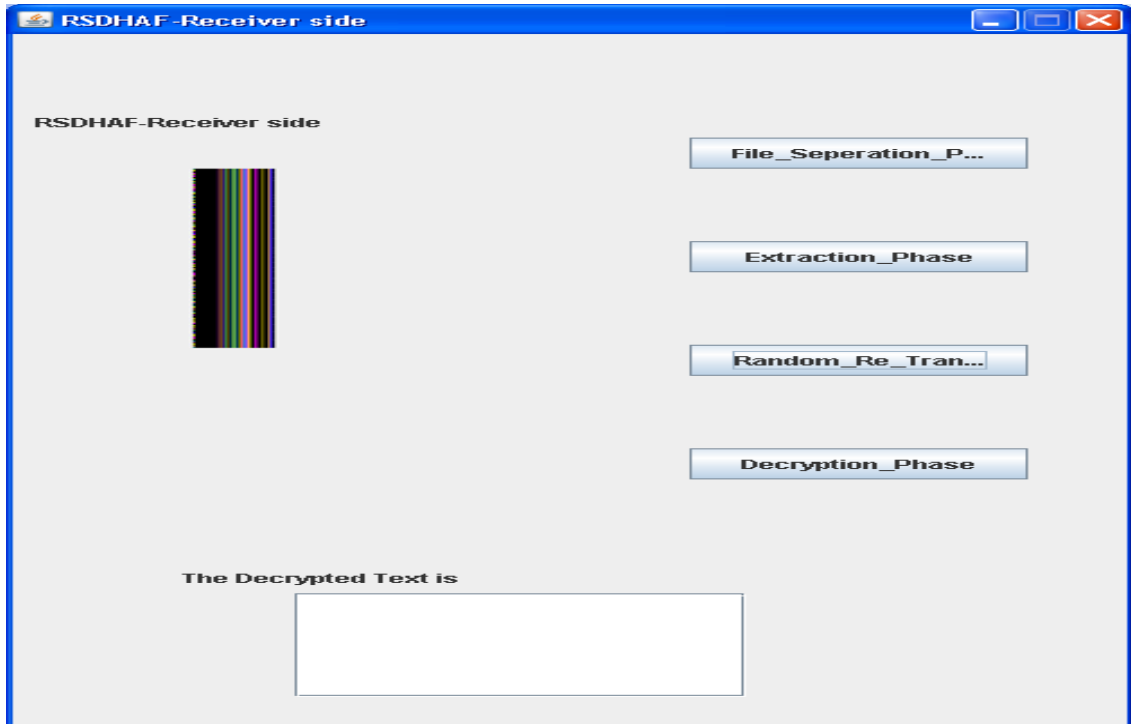 RSDHAF-Receiver side
RSDHAF-Receiver side
File_Seperation_P...
Extraction_Phase
Random_Re_Tran...
Decryption_Phase
The Decrypted Text is